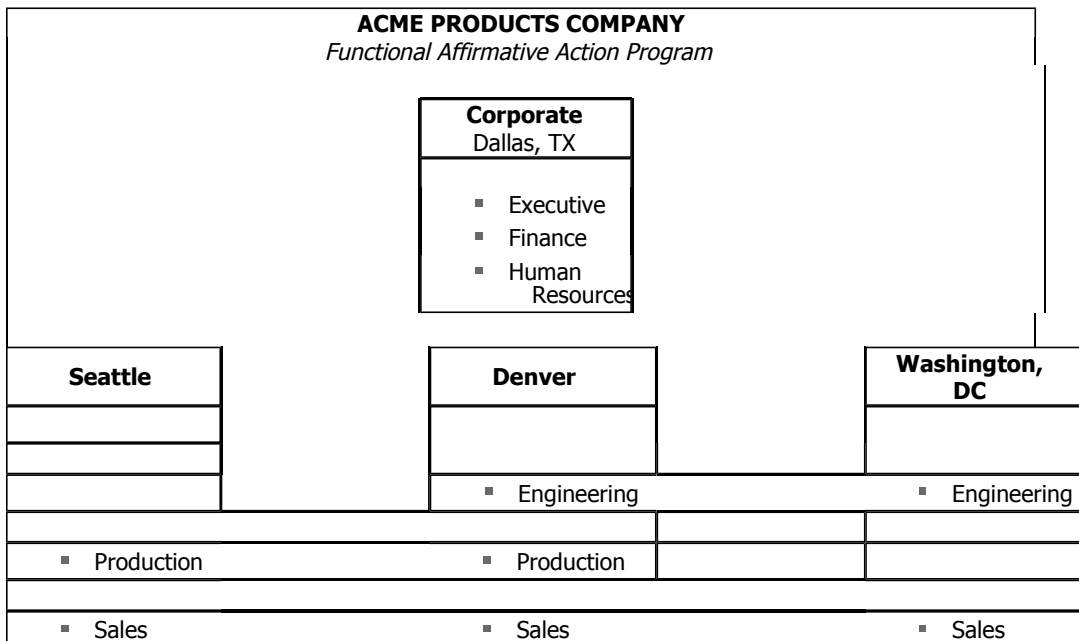 ACME PRODUCTS COMPANY
Functional Affirmative Action Program
Corporate
Dallas, TX
▪ Executive
▪ Finance
▪ Human
Resources
Seattle Denver Washington,
DC
▪ Engineering ▪ Engineering
▪ Production ▪ Production
▪ Sales ▪ Sales ▪ Sales